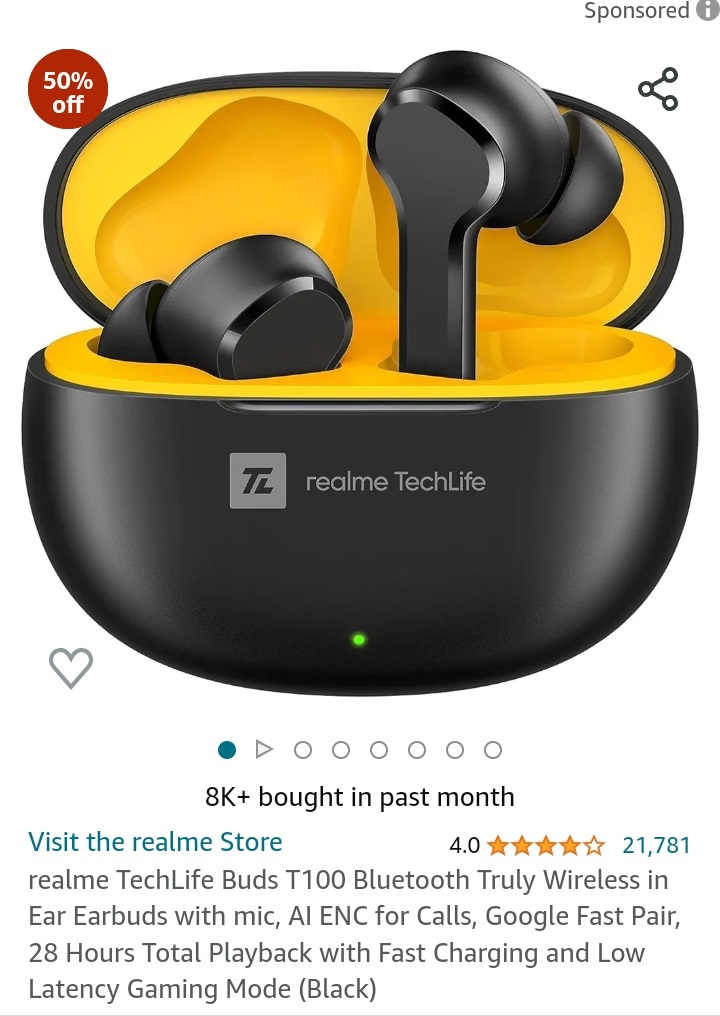 Sponsored
50%
off
TL
realme TechLife
8K+ bought in past month
Visit the realme Store
4.0
21,781
realme TechLife Buds T100 Bluetooth Truly Wireless in
Ear Earbuds with mic, AI ENC for Calls, Google Fast Pair,
28 Hours Total Playback with Fast Charging and Low
Latency Gaming Mode (Black)